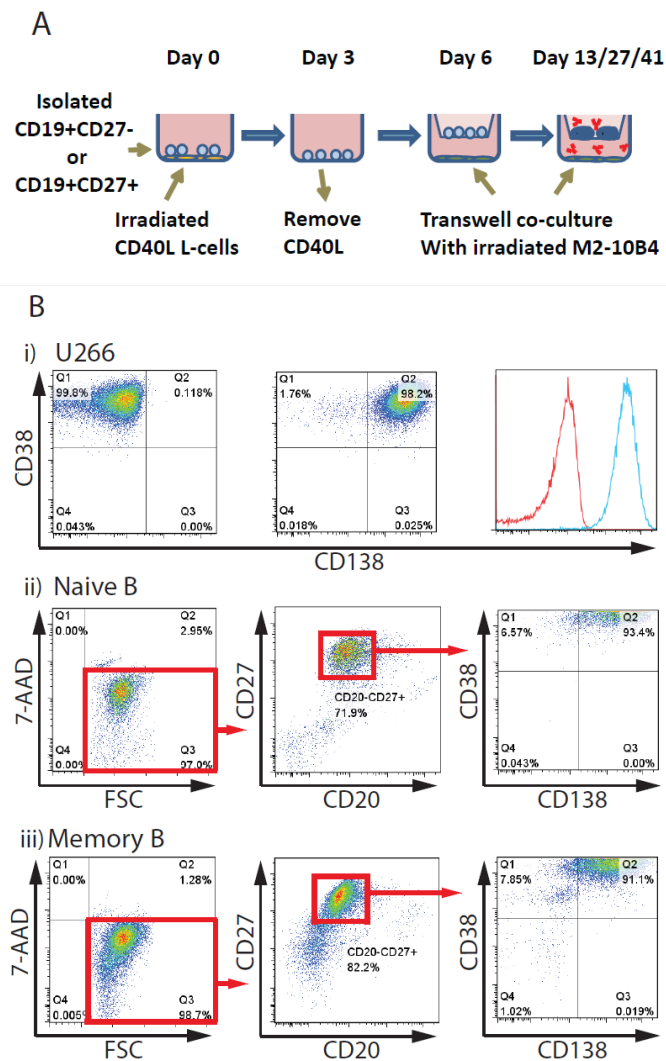 A
Day 0 Day 3 Day 6 Day 13/27/41
Isolated
CD19+CD27-
or
CD19+CD27+
Irradiated
CD40L L-cells
Remove
CD40L
Transwell co-culture
With irradiated M2-10B4
B
i) U266
CD38
Q1
99.8%
Q2
0.118%
Q4
0.043%
Q3
0.00%
Q1
1.76%
Q2
98.2%
Q4
0.018%
Q3
0.025%
CD138
ii) Naive B
7-AAD
Q1
0.00%
Q2
2.95%
Q4
0.00%
Q3
97.0%
FSC
CD27
CD20-CD27+
71.9%
CD20
CD38
Q1
6.57%
Q2
93.4%
Q4
0.043%
Q3
0.00%
CD138
iii) Memory B
7-AAD
Q1
0.00%
Q2
1.28%
Q4
0.005%
Q3
98.7%
FSC
CD27
CD20-CD27+
82.2%
CD20
CD38
Q1
7.85%
Q2
91.1%
Q4
1.02%
Q3
0.019%
CD138